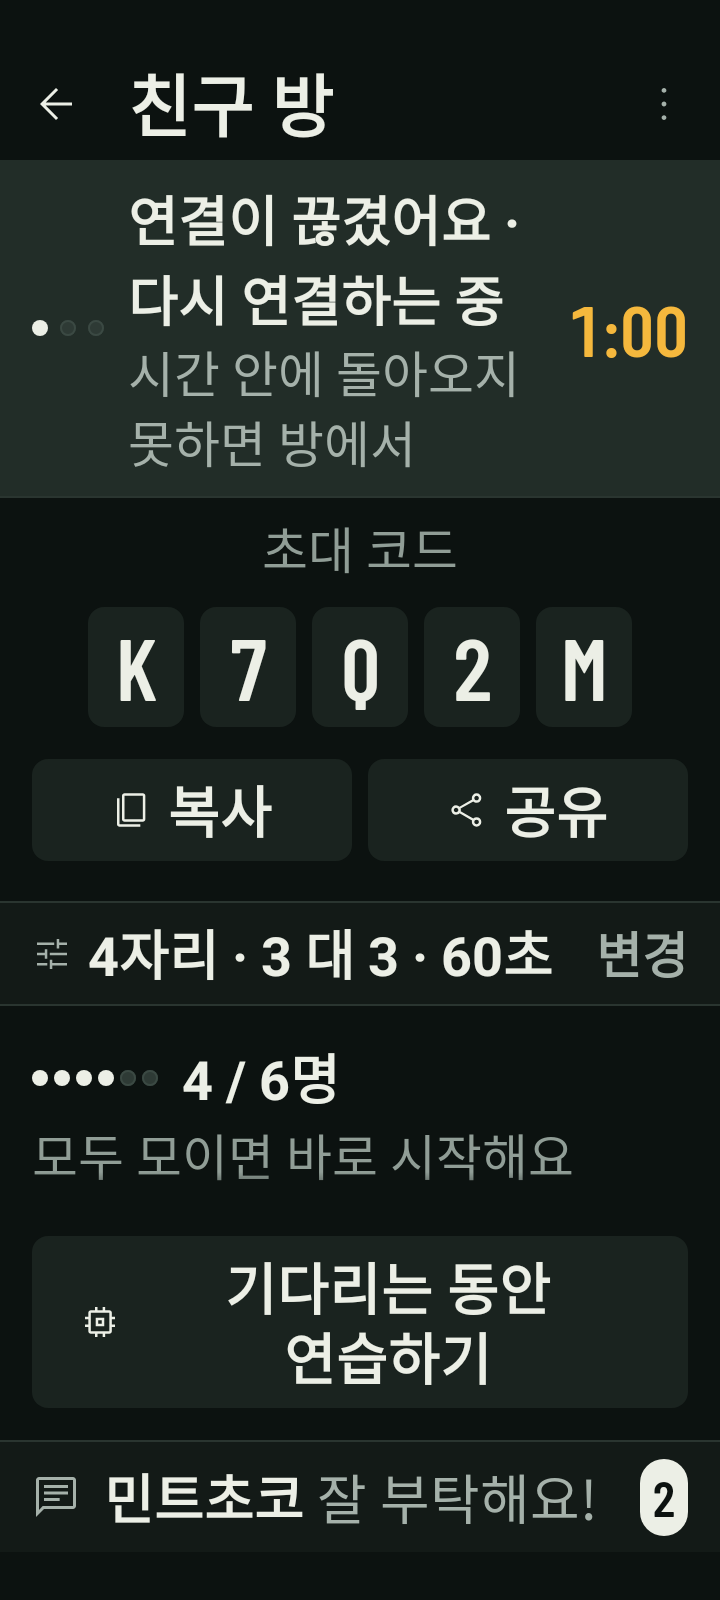 친구 방
연결이 끊겼어요 ·
다시 연결하는 중
시간 안에 돌아오지
못하면 방에서
1:00
초대 코드
K 7 Q 2 M
복사 공유
4자리 · 3 대 3 · 60초 변경
4 / 6명
모두 모이면 바로 시작해요
기다리는 동안
연습하기
민트초코 잘 부탁해요! 2